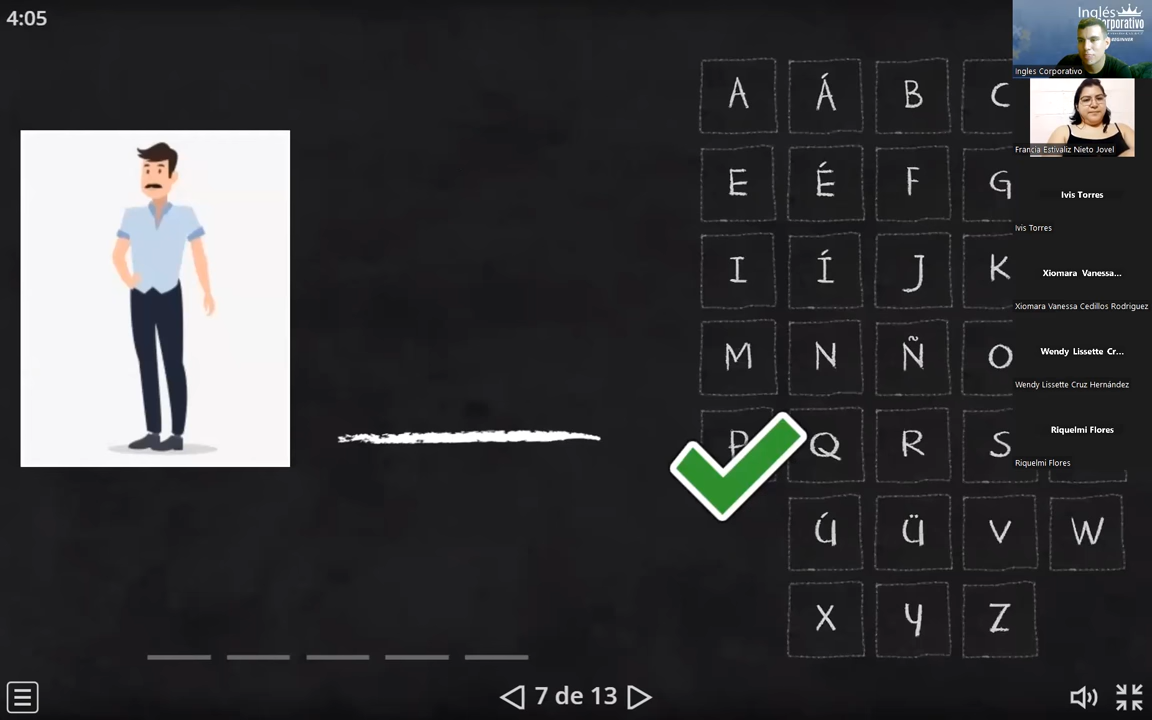 4:05
A Á B C
E É F G
I Í J K
M N Ñ O
P Q R S
Ú Ü V W
X Y Z
7 de 13
Inglés
Corporativo
BEGINNER
Ingles Corporativo
Francia Estivaliz Nieto Jovel
Ivis Torres
Ivis Torres
Xiomara Vanessa...
Xiomara Vanessa Cedillos Rodriguez
Wendy Lissette Cr...
Wendy Lissette Cruz Hernández
Riquelmi Flores
Riquelmi Flores